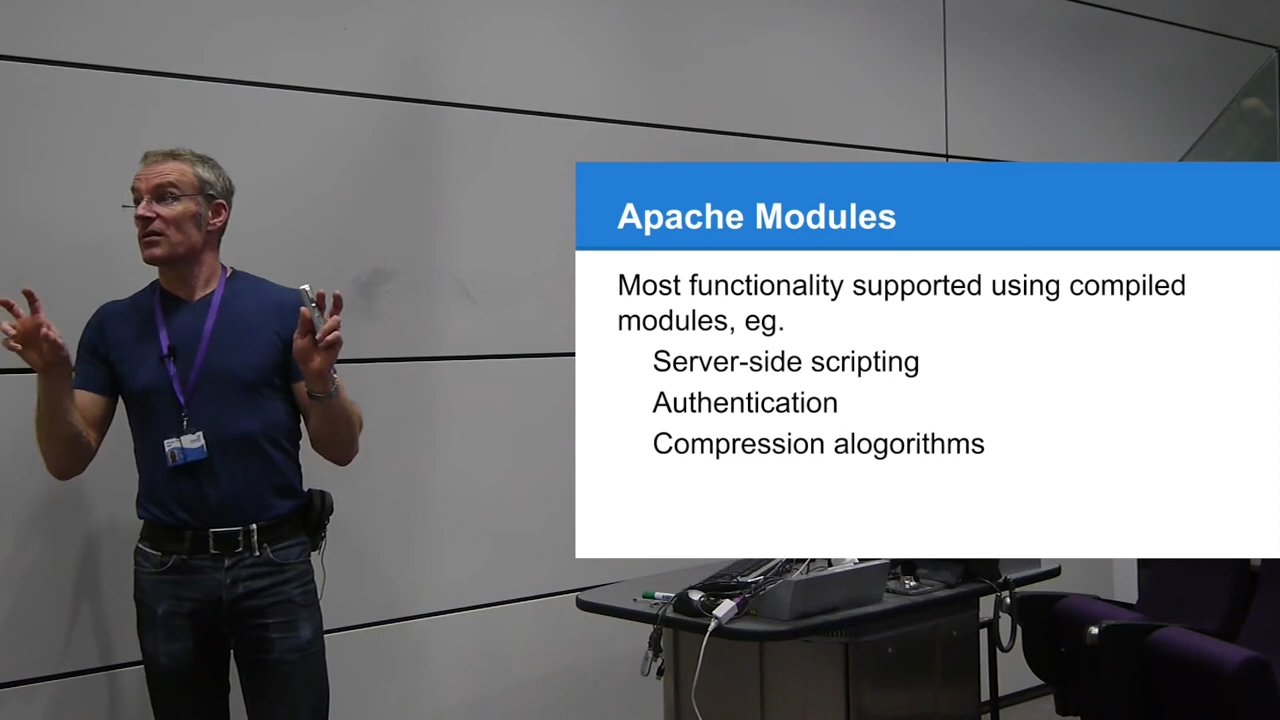 Apache Modules
Most functionality supported using compiled
modules, eg.
Server-side scripting
Authentication
Compression alogorithms